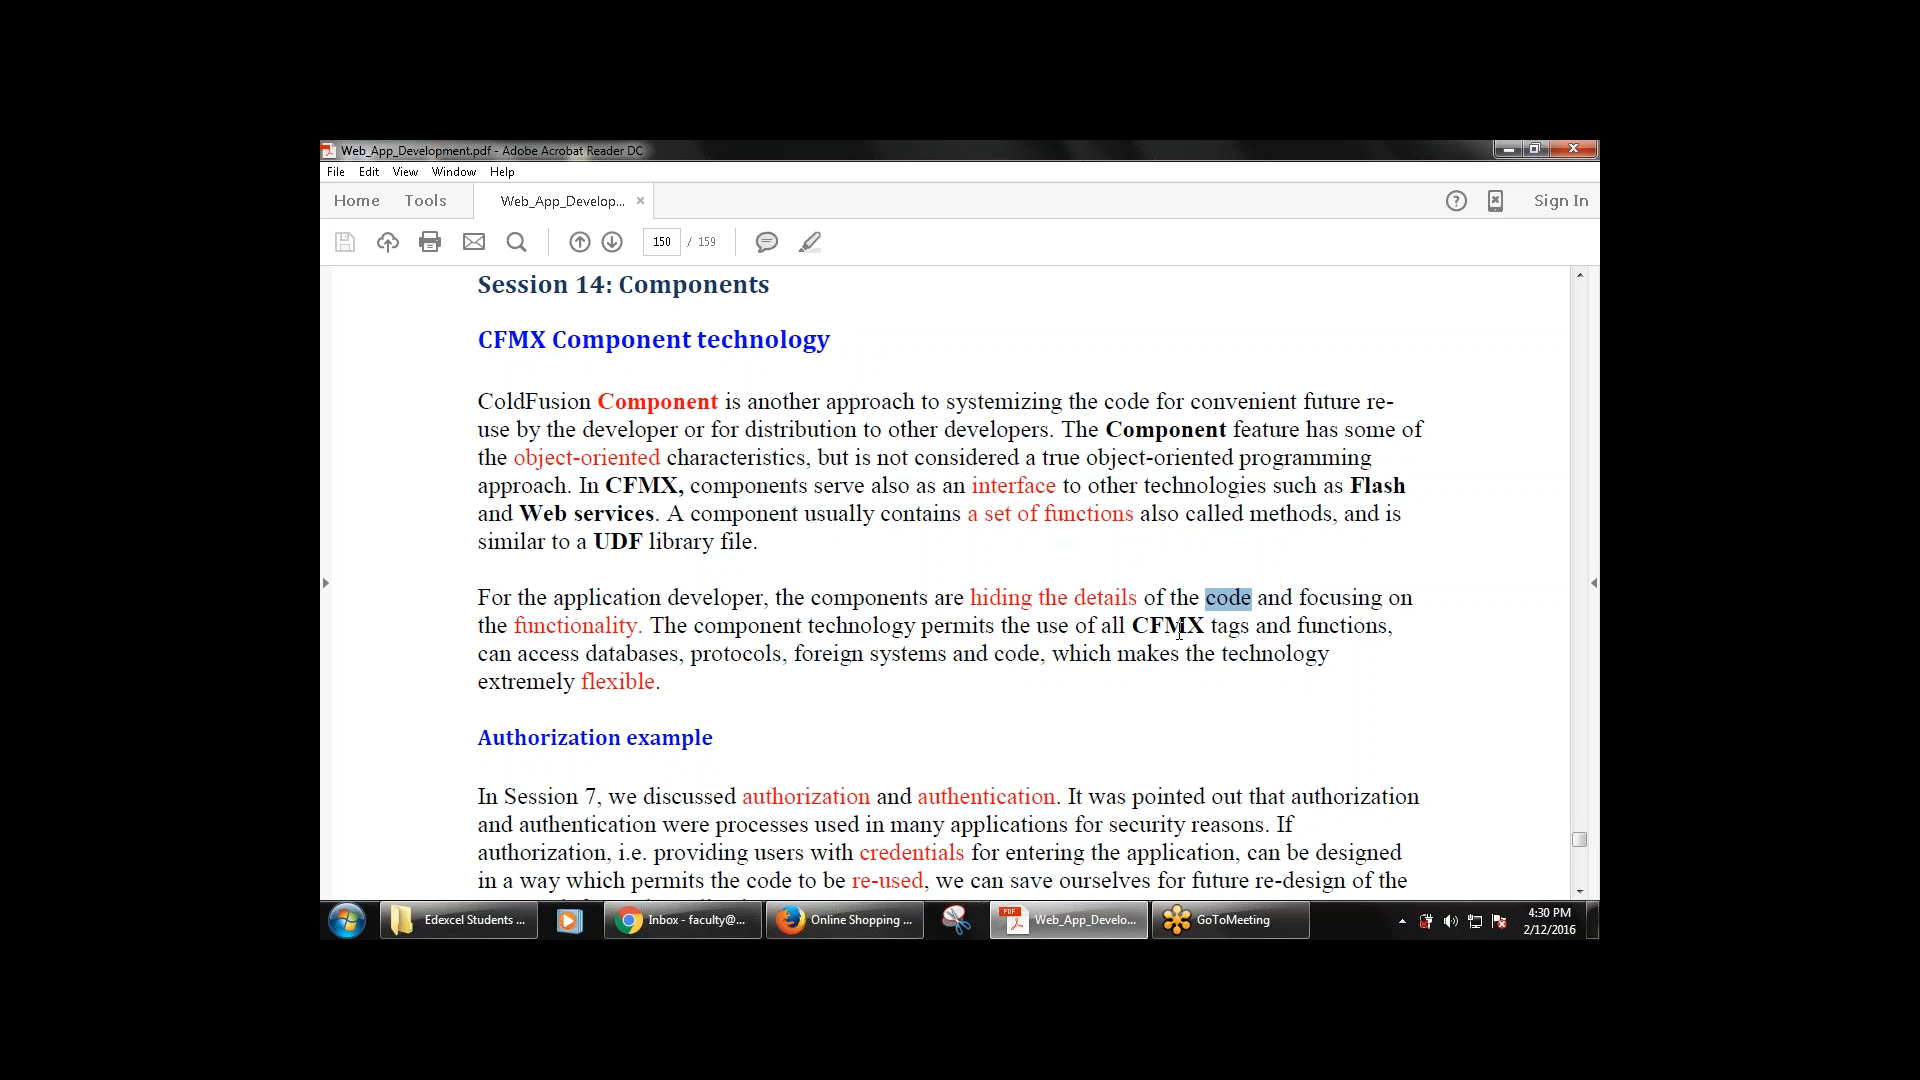 Web_App_Development.pdf - Adobe Acrobat Reader DC
File Edit View Window Help
Home Tools Web_App_Develop... × Sign In
150 / 159
Session 14: Components
CFMX Component technology
ColdFusion Component is another approach to systemizing the code for convenient future re-
use by the developer or for distribution to other developers. The Component feature has some of
the object-oriented characteristics, but is not considered a true object-oriented programming
approach. In CFMX, components serve also as an interface to other technologies such as Flash
and Web services. A component usually contains a set of functions also called methods, and is
similar to a UDF library file.
For the application developer, the components are hiding the details of the code and focusing on
the functionality. The component technology permits the use of all CFMX tags and functions,
can access databases, protocols, foreign systems and code, which makes the technology
extremely flexible.
Authorization example
In Session 7, we discussed authorization and authentication. It was pointed out that authorization
and authentication were processes used in many applications for security reasons. If
authorization, i.e. providing users with credentials for entering the application, can be designed
in a way which permits the code to be re-used, we can save ourselves for future re-design of the
Edexcel Students ... Inbox - faculty@... Online Shopping ... PDF Web_App_Develo... GoToMeeting 4:30 PM
2/12/2016